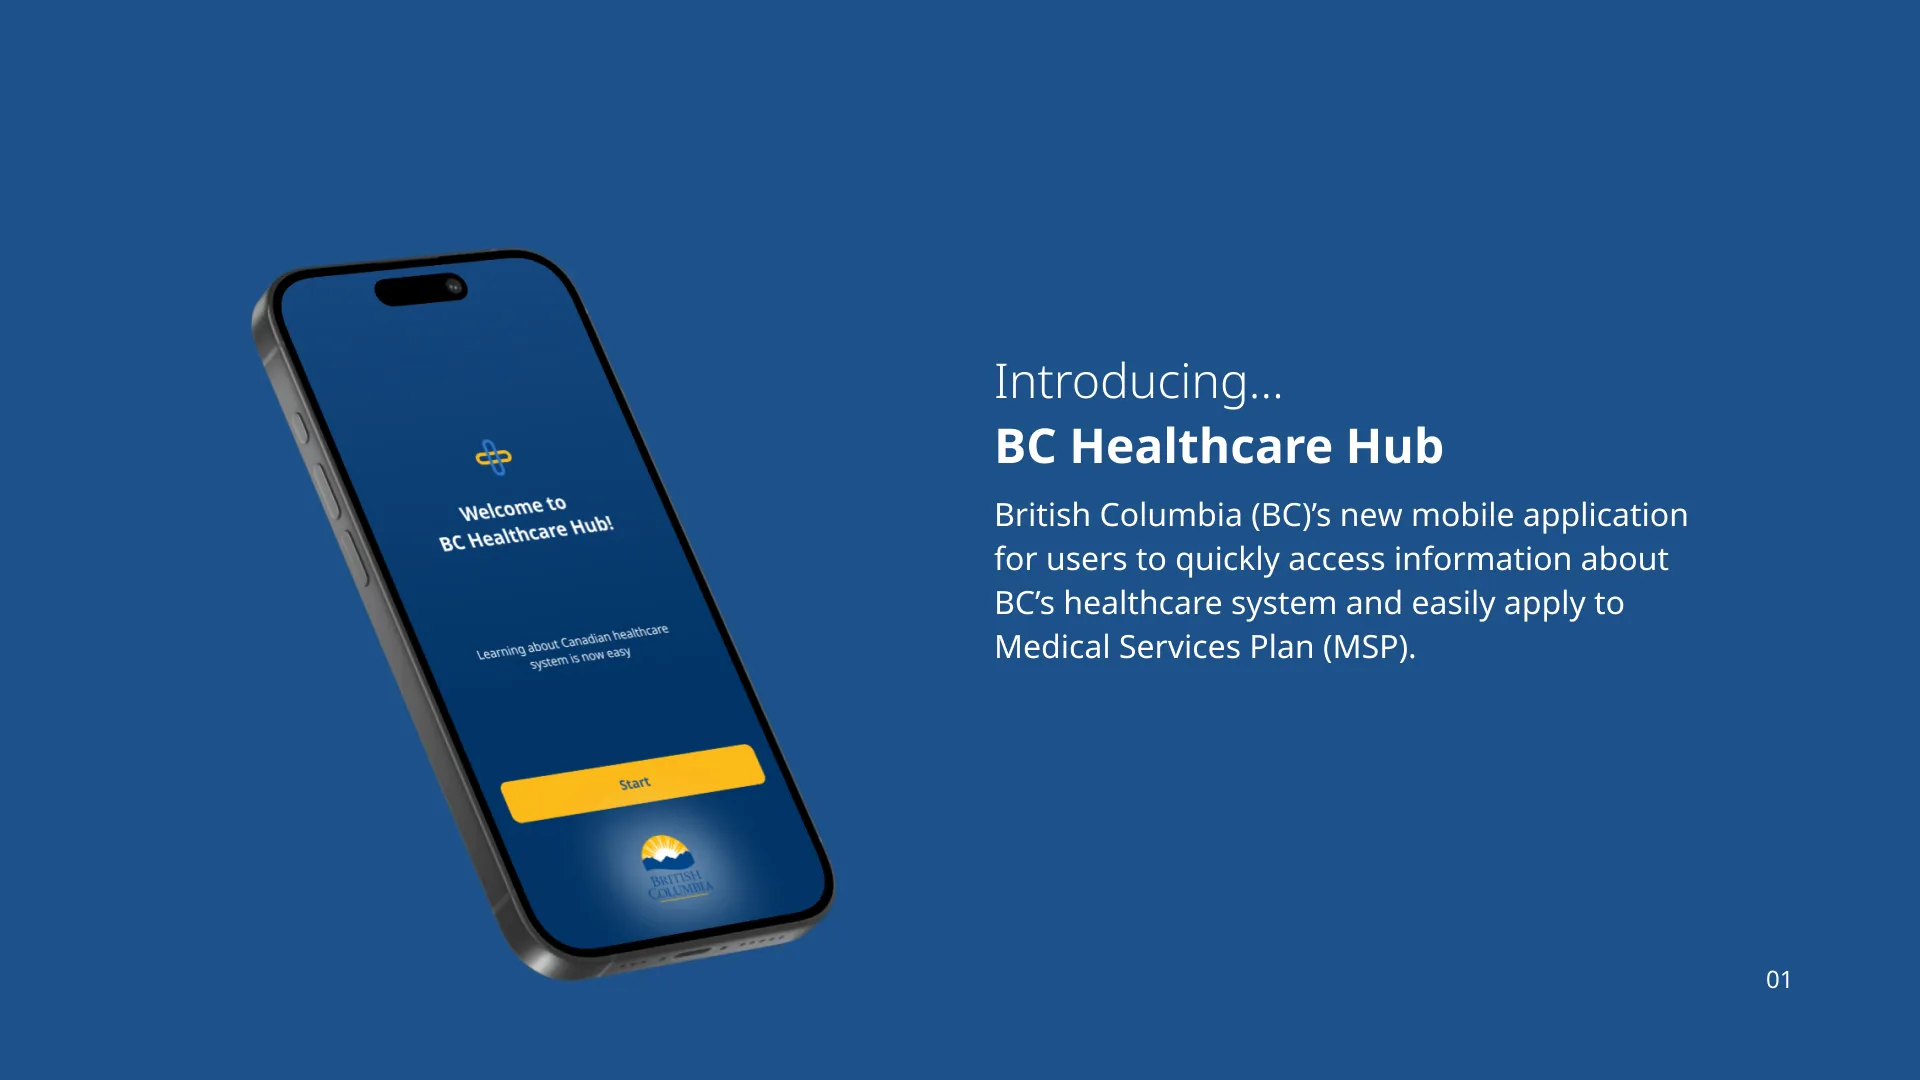 Welcome to
BC Healthcare Hub!
Learning about Canadian healthcare
system is now easy
Start
BRITISH
COLUMBIA
Introducing...
BC Healthcare Hub
British Columbia (BC)’s new mobile application
for users to quickly access information about
BC’s healthcare system and easily apply to
Medical Services Plan (MSP).
01